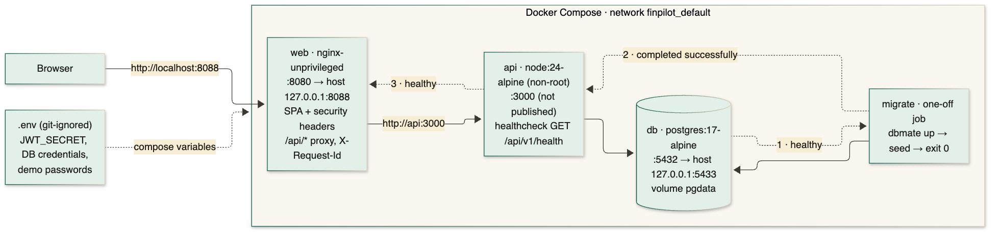 Docker Compose · network finpilot_default
Browser
http://localhost:8088
.env (git-ignored)
JWT_SECRET,
DB credentials,
demo passwords
compose variables
web · nginx-
unprivileged
:8080 → host
127.0.0.1:8088
SPA + security
headers
/api/* proxy, X-
Request-Id
3 · healthy
http://api:3000
api · node:24-
alpine (non-root)
:3000 (not
published)
healthcheck GET
/api/v1/health
2 · completed successfully
db · postgres:17-
alpine
:5432 → host
127.0.0.1:5433
volume pgdata
1 · healthy
migrate · one-off
job
dbmate up →
seed → exit 0